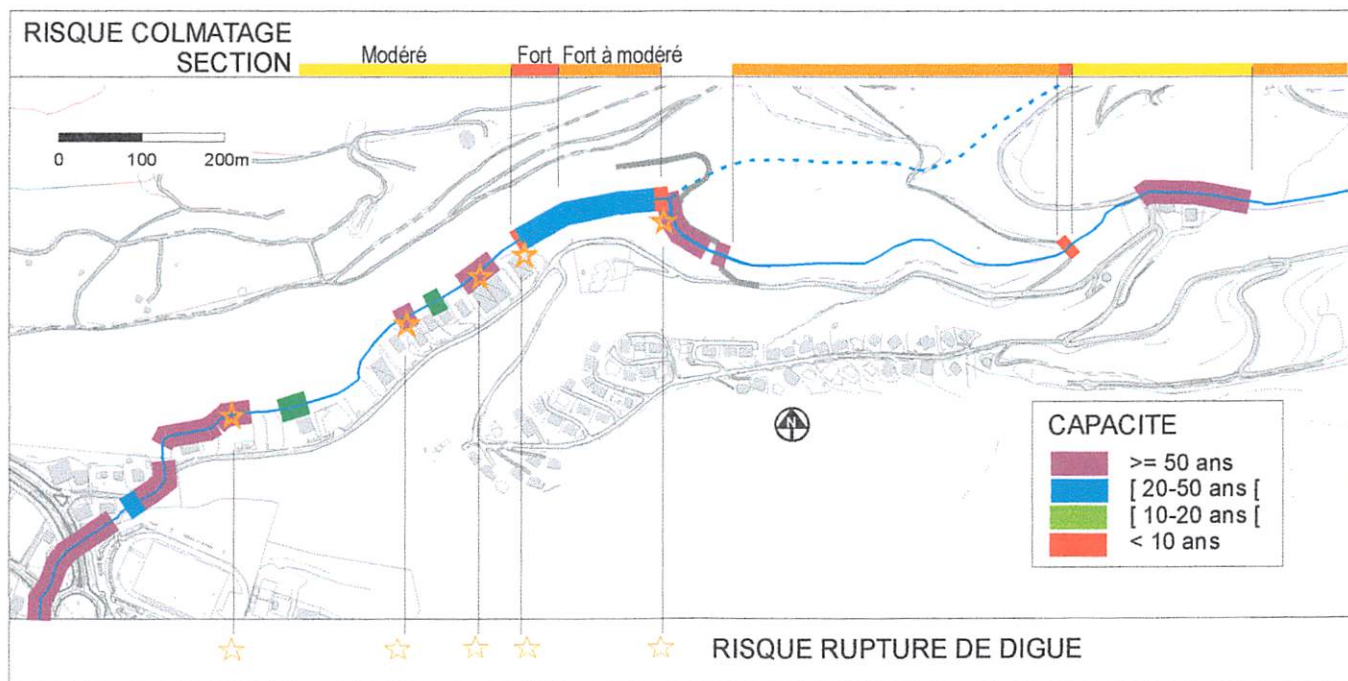 RISQUE COLMATAGE
SECTION
Modéré
Fort
Fort à modéré
0 100 200m
N
CAPACITE
>= 50 ans
[ 20-50 ans [
[ 10-20 ans [
< 10 ans
RISQUE RUPTURE DE DIGUE